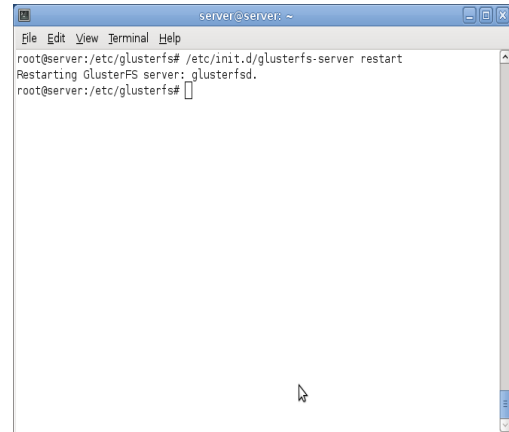 server@server: ~
File Edit View Terminal Help
root@server:/etc/glusterfs# /etc/init.d/glusterfs-server restart
Restarting GlusterFS server: glusterfsd.
root@server:/etc/glusterfs#